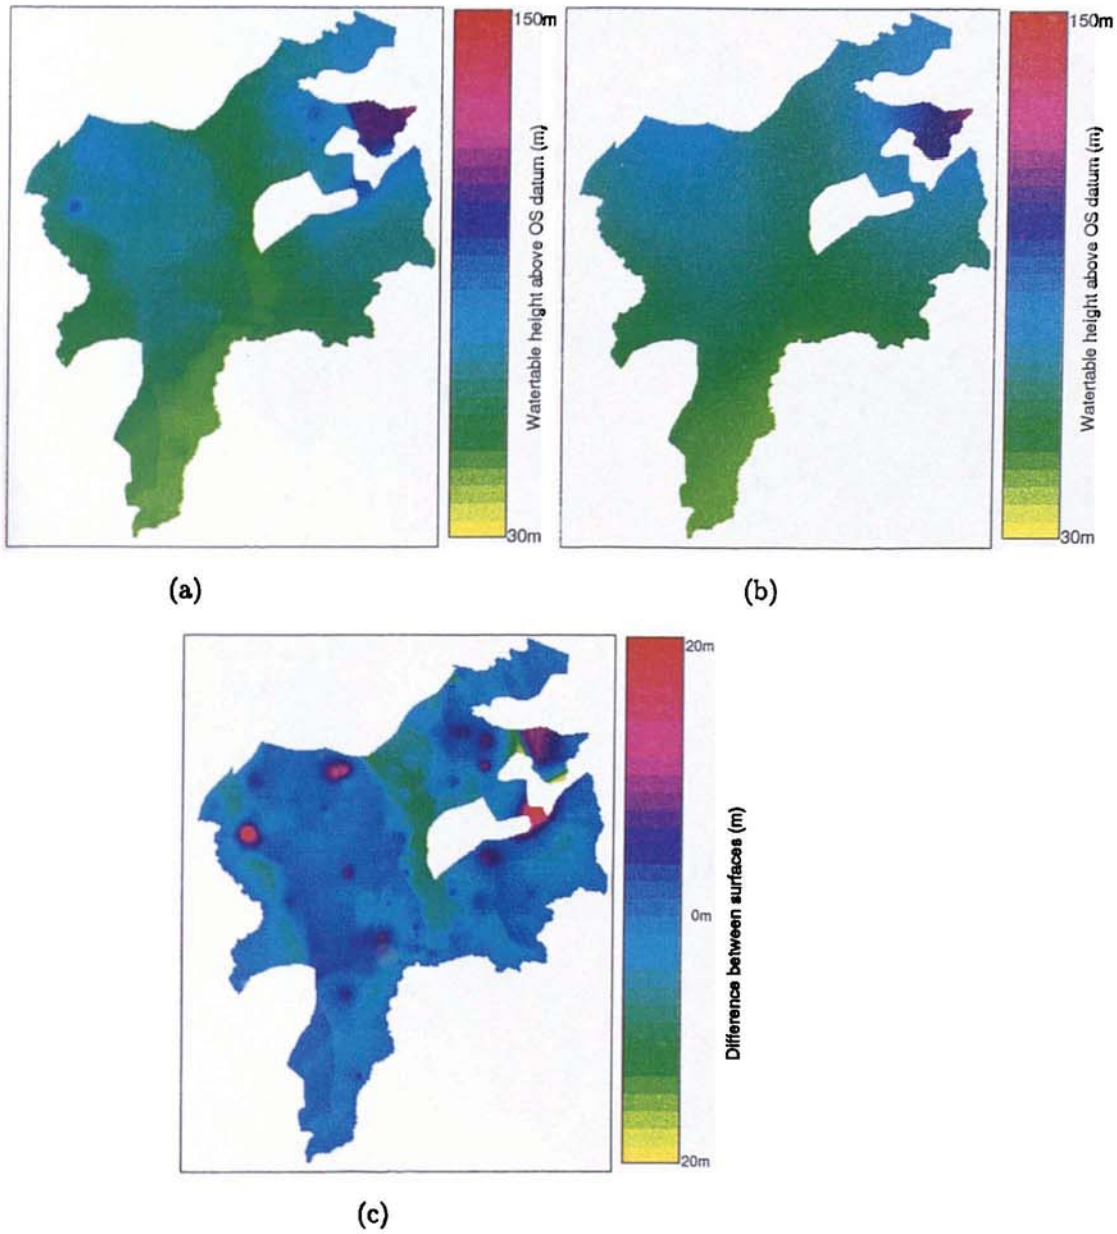 150m
Watertable height above OS datum (m)
30m
(a)
150m
Watertable height above OS datum (m)
30m
(b)
20m
0m
Difference between surfaces (m)
20m
(c)